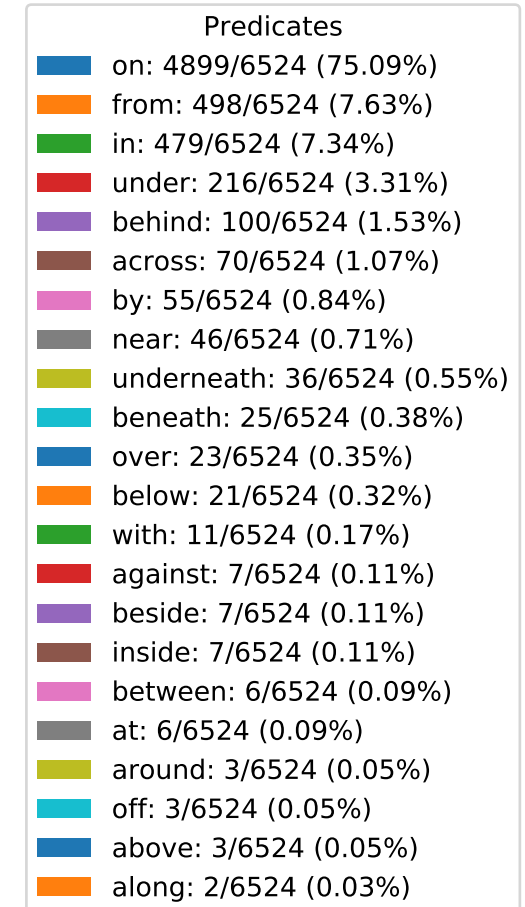 Predicates
on: 4899/6524 (75.09%)
from: 498/6524 (7.63%)
in: 479/6524 (7.34%)
under: 216/6524 (3.31%)
behind: 100/6524 (1.53%)
across: 70/6524 (1.07%)
by: 55/6524 (0.84%)
near: 46/6524 (0.71%)
underneath: 36/6524 (0.55%)
beneath: 25/6524 (0.38%)
over: 23/6524 (0.35%)
below: 21/6524 (0.32%)
with: 11/6524 (0.17%)
against: 7/6524 (0.11%)
beside: 7/6524 (0.11%)
inside: 7/6524 (0.11%)
between: 6/6524 (0.09%)
at: 6/6524 (0.09%)
around: 3/6524 (0.05%)
off: 3/6524 (0.05%)
above: 3/6524 (0.05%)
along: 2/6524 (0.03%)